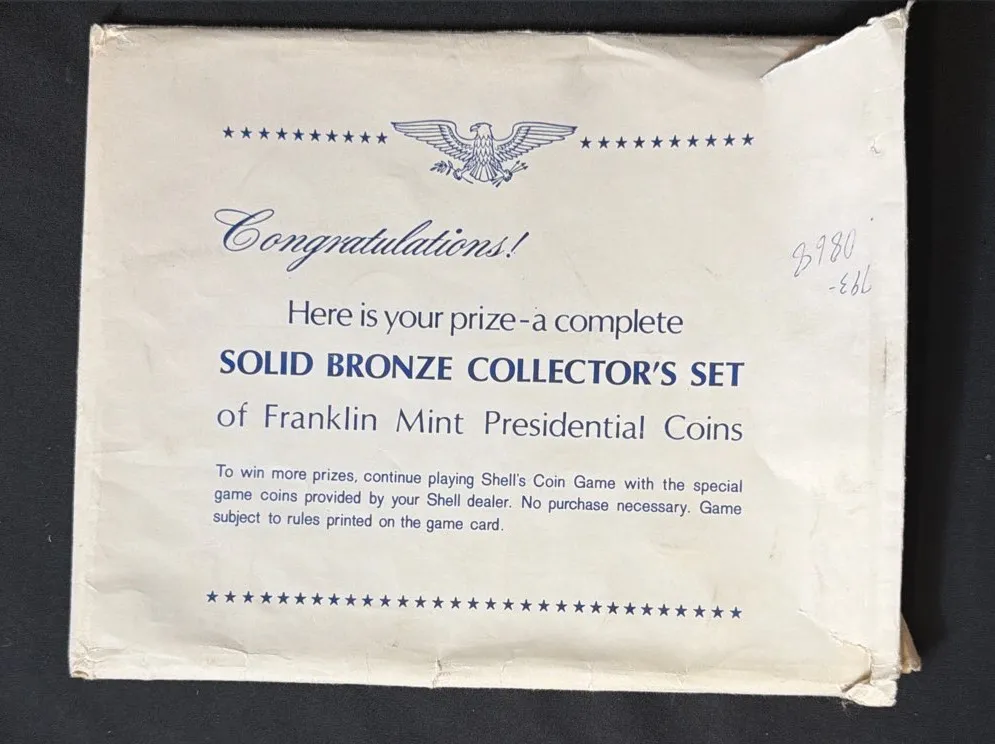 Congratulations!
Here is your prize-a complete
SOLID BRONZE COLLECTOR'S SET
of Franklin Mint Presidential Coins
To win more prizes, continue playing Shell's Coin Game with the special
game coins provided by your Shell dealer. No purchase necessary. Game
subject to rules printed on the game card.
793-
0868